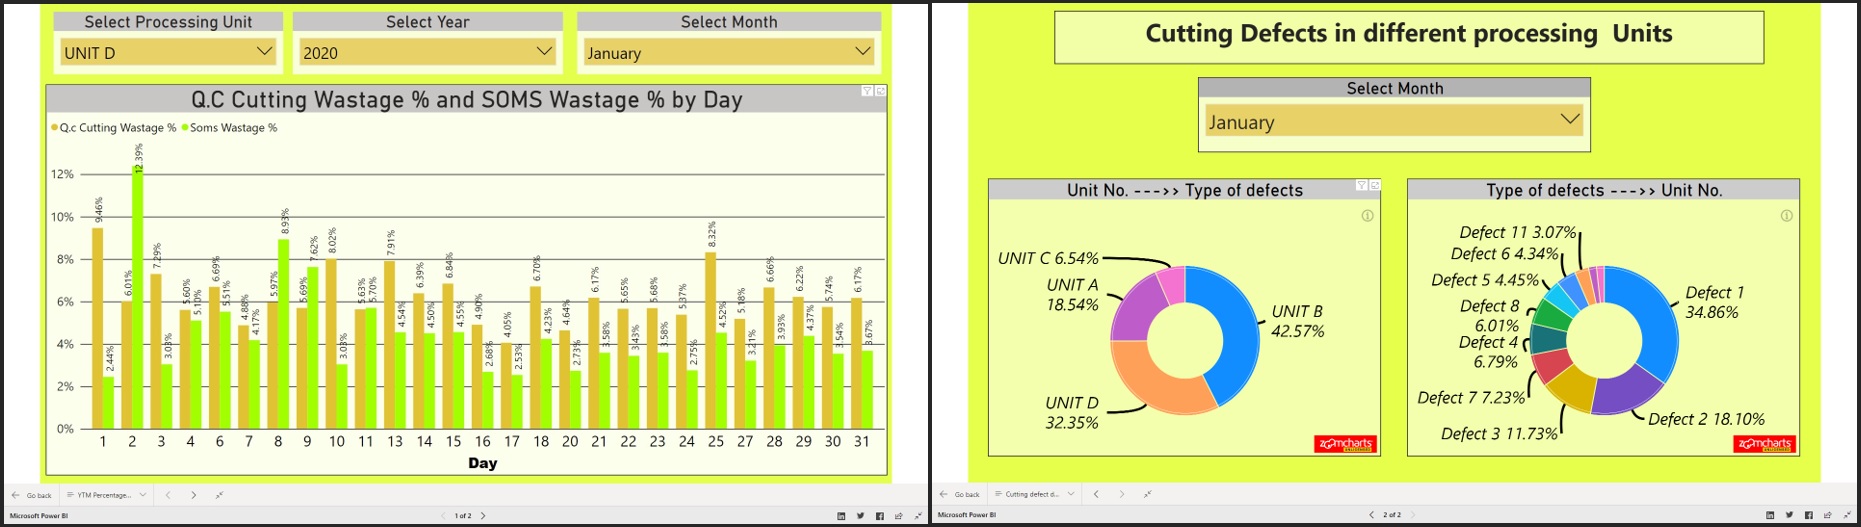 Select Processing Unit
UNIT D
Select Year
2020
Select Month
January
Q.C Cutting Wastage % and SOMS Wastage % by Day
Q.c Cutting Wastage % Soms Wastage %
12%
10%
8%
6%
4%
2%
0%
9.46% 2.44% 6.01% 12.39% 7.29% 3.03% 5.60% 5.10% 6.69% 5.51% 4.88% 4.17% 5.97% 8.93% 5.69% 7.62% 8.02% 3.03% 5.63% 5.70% 7.91% 4.54% 6.39% 4.50% 6.84% 4.55% 4.90% 2.68% 4.05% 2.53% 6.70% 4.23% 4.64% 2.73% 6.17% 3.58% 5.65% 3.43% 5.68% 3.58% 5.37% 2.75% 8.32% 4.52% 5.18% 3.21% 6.66% 3.93% 6.22% 4.37% 5.74% 3.54% 6.17% 3.67%
1 2 3 4 6 7 8 9 10 11 13 14 15 16 17 18 20 21 22 23 24 25 27 28 29 30 31
Day
Go back YTM Percentage...
Microsoft Power BI 1 of 2
Cutting Defects in different processing Units
Select Month
January
Unit No. --->> Type of defects
UNIT C 6.54%
UNIT A
18.54%
UNIT B
42.57%
UNIT D
32.35%
zoomcharts
Type of defects --->> Unit No.
Defect 11 3.07%
Defect 6 4.34%
Defect 5 4.45%
Defect 8
6.01%
Defect 4
6.79%
Defect 7 7.23%
Defect 3 11.73%
Defect 2 18.10%
Defect 1
34.86%
zoomcharts
Go back Cutting defect d...
Microsoft Power BI 2 of 2